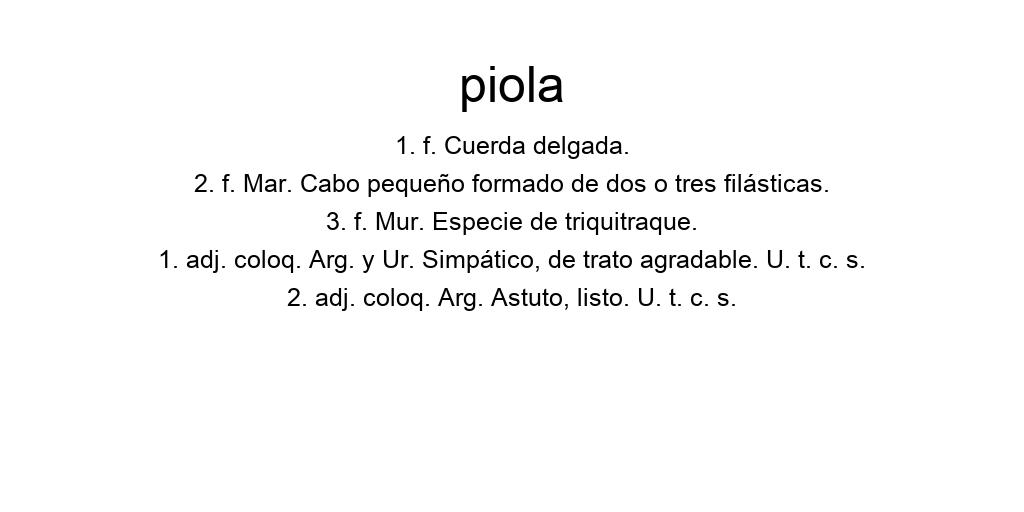 piola
1. f. Cuerda delgada.
2. f. Mar. Cabo pequeño formado de dos o tres filásticas.
3. f. Mur. Especie de triquitraque.
1. adj. coloq. Arg. y Ur. Simpático, de trato agradable. U. t. c. s.
2. adj. coloq. Arg. Astuto, listo. U. t. c. s.